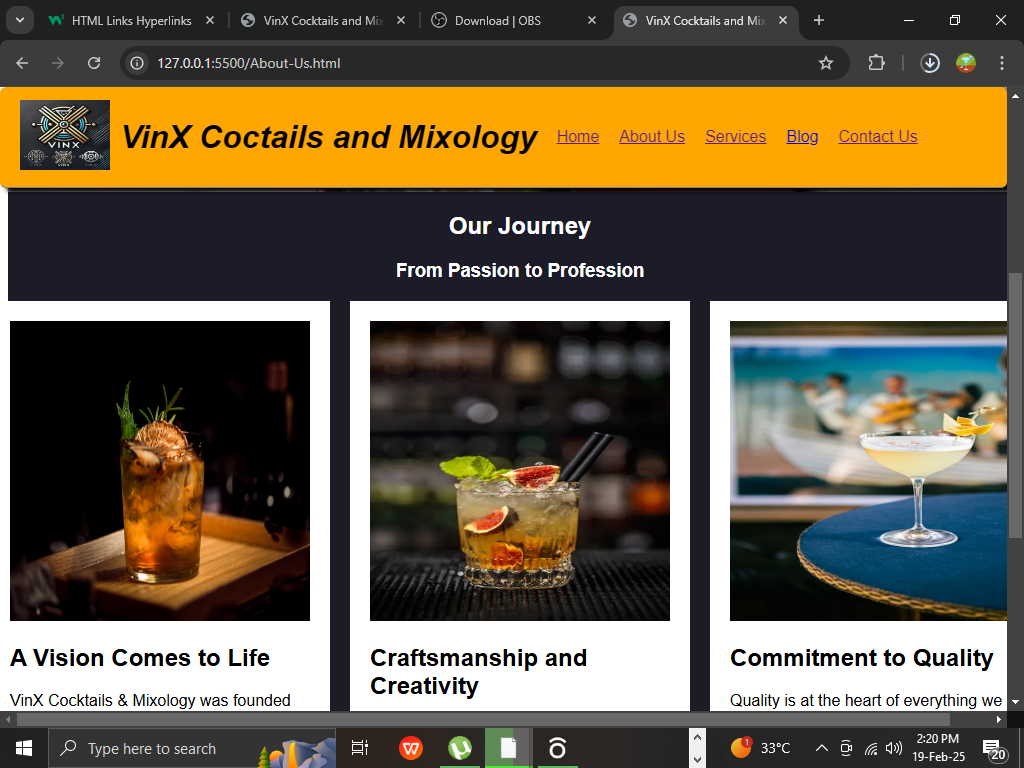 HTML Links Hyperlinks
VinX Cocktails and Mix
Download | OBS
VinX Cocktails and Mix
127.0.0.1:5500/About-Us.html
VINX
VinX Coctails and Mixology
Home
About Us
Services
Blog
Contact Us
Our Journey
From Passion to Profession
A Vision Comes to Life
VinX Cocktails & Mixology was founded
Craftsmanship and
Creativity
Commitment to Quality
Quality is at the heart of everything we
Type here to search
1
33°C
2:20 PM
19-Feb-25
20